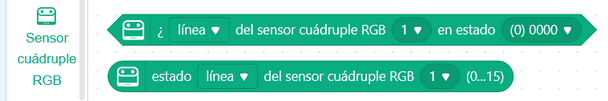 Sensor
cuádruple
RGB
¿ línea ▼ del sensor cuádruple RGB 1 ▼ en estado (0) 0000 ▼
estado línea ▼ del sensor cuádruple RGB 1 ▼ (0...15)